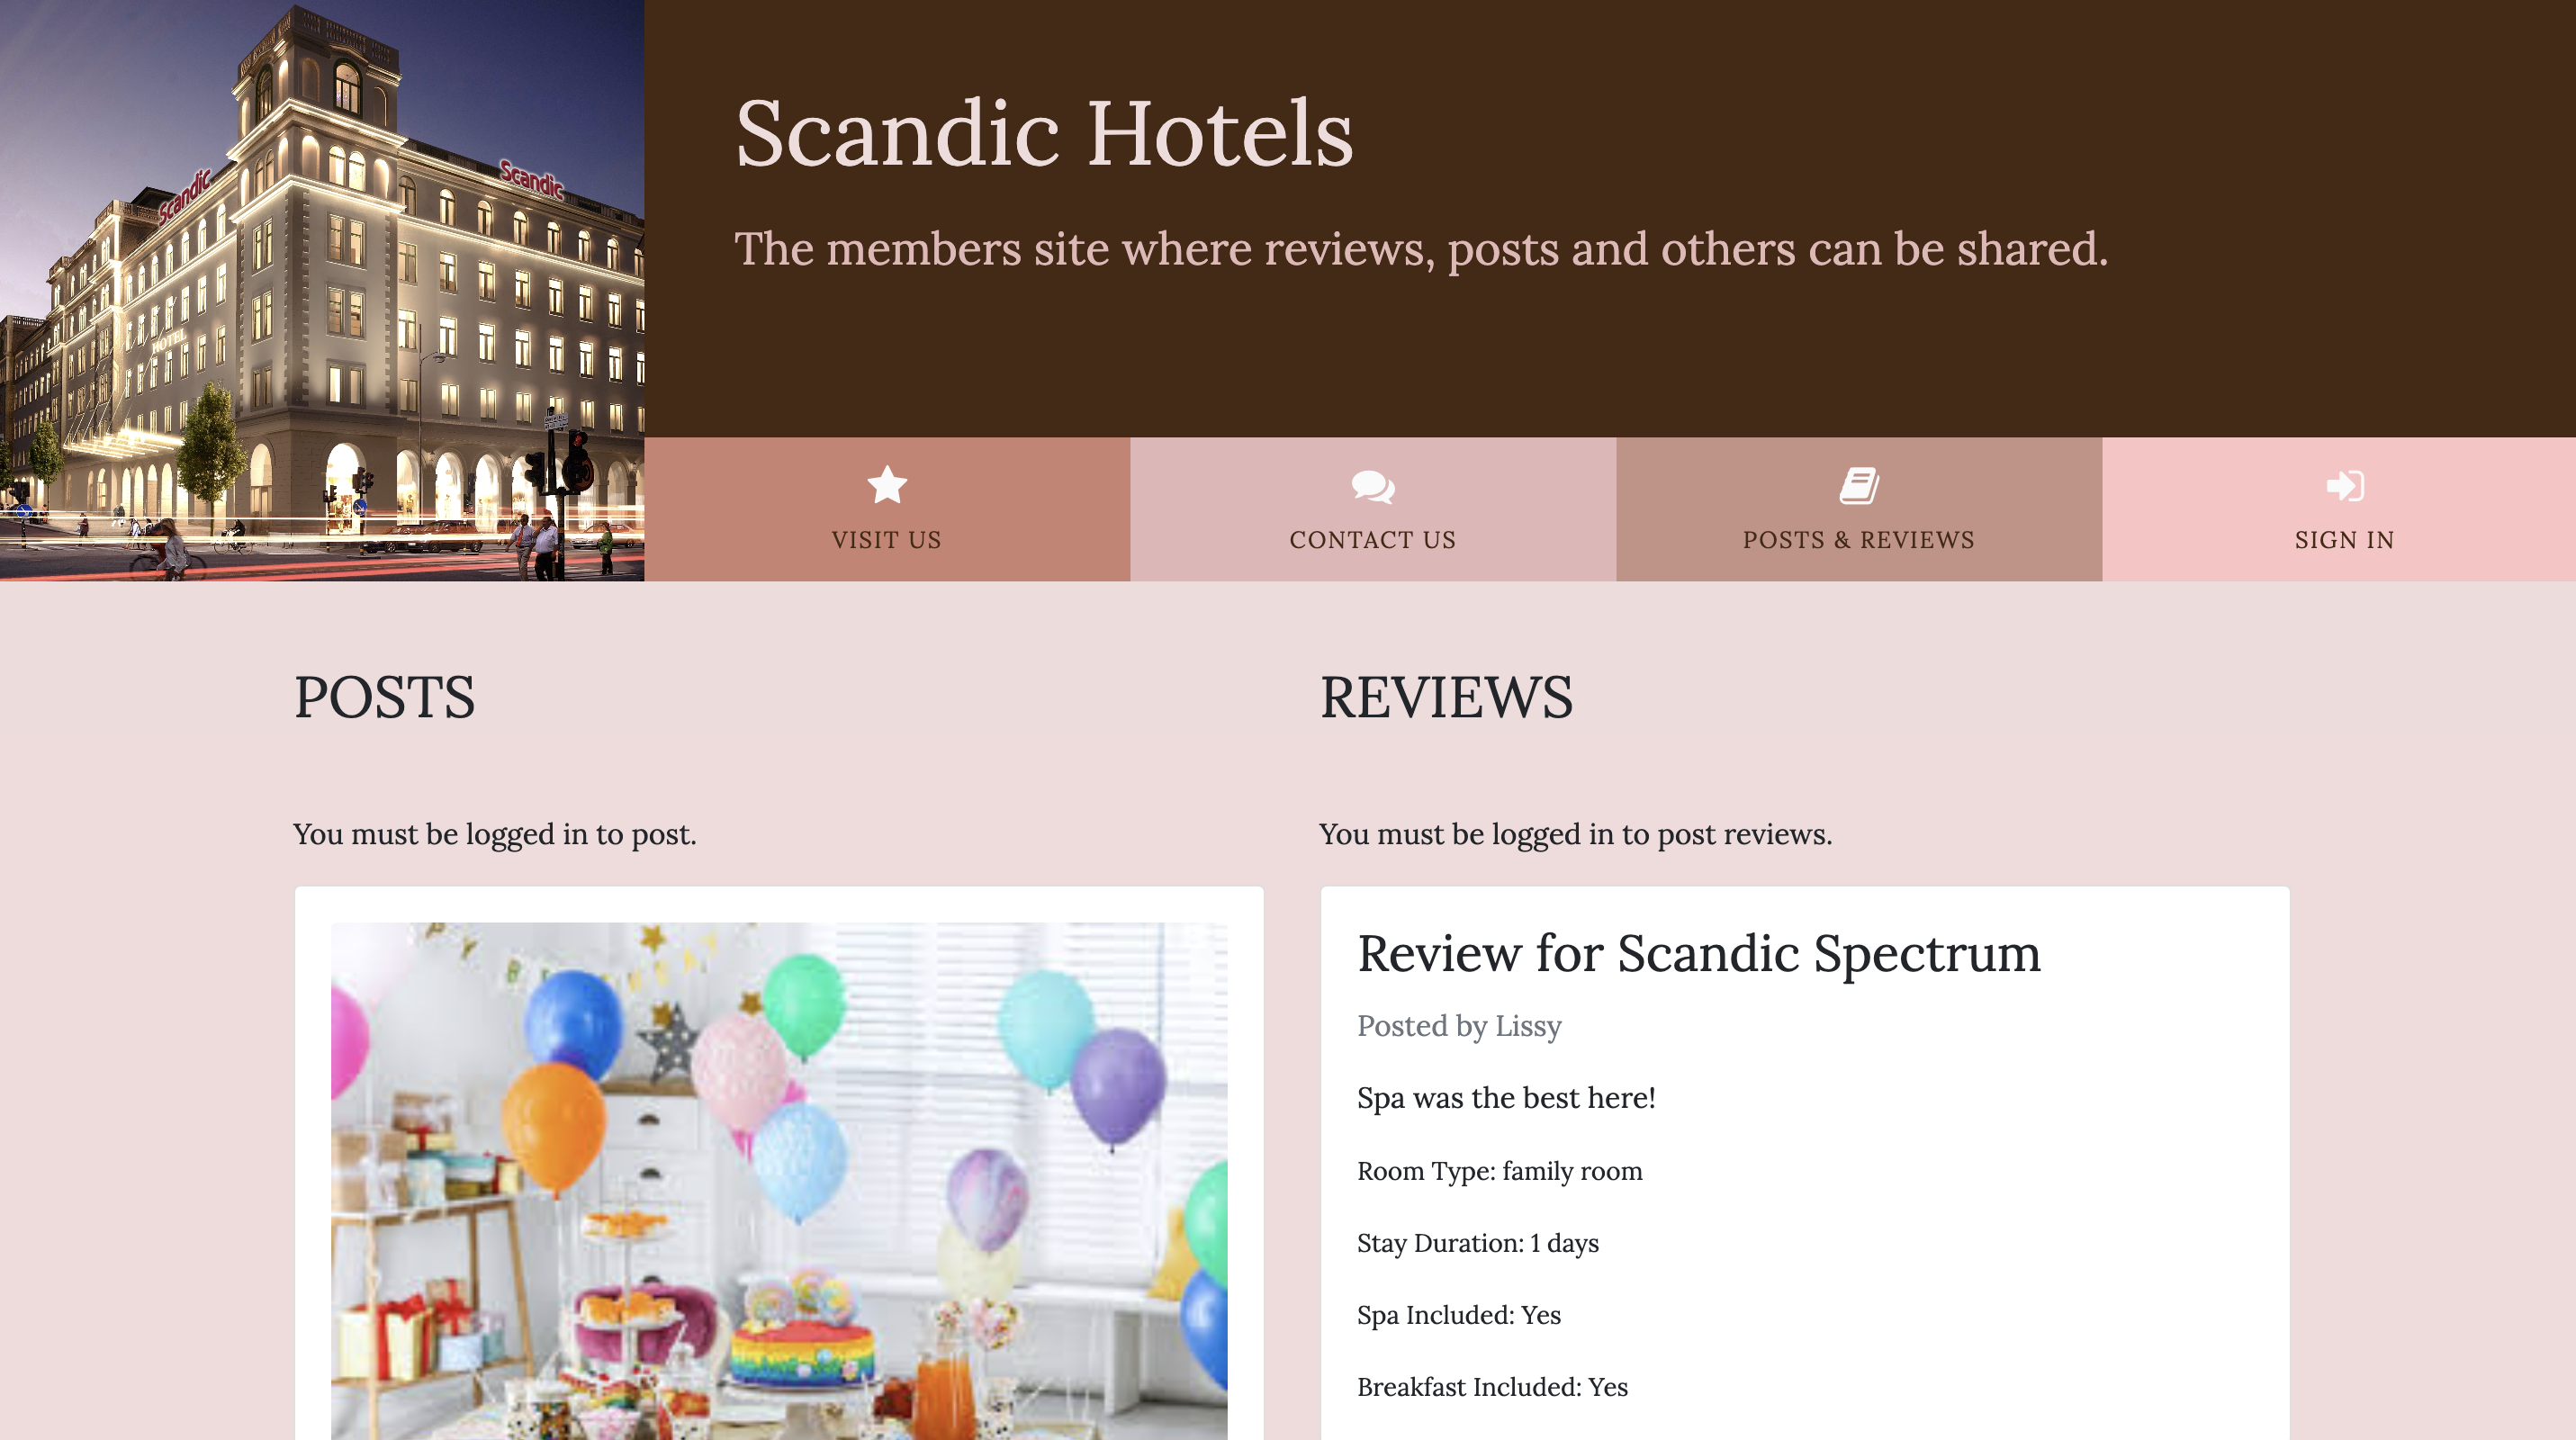 Scandic
Scandic
HOTEL
Scandic Hotels
The members site where reviews, posts and others can be shared.
VISIT US
CONTACT US
POSTS & REVIEWS
SIGN IN
POSTS
You must be logged in to post.
REVIEWS
You must be logged in to post reviews.
Review for Scandic Spectrum
Posted by Lissy
Spa was the best here!
Room Type: family room
Stay Duration: 1 days
Spa Included: Yes
Breakfast Included: Yes